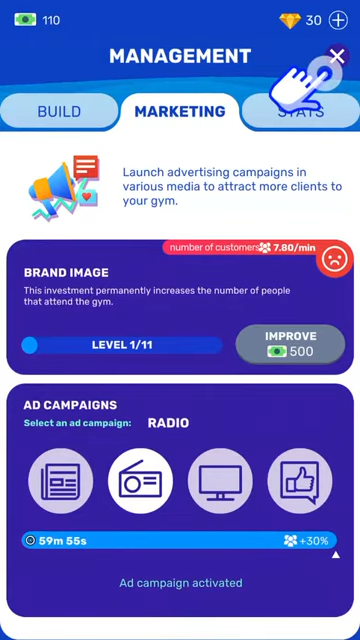 110
30
MANAGEMENT
BUILD
MARKETING
STATS
Launch advertising campaigns in
various media to attract more clients to
your gym.
number of customers 7.80/min
BRAND IMAGE
This investment permanently increases the number of people
that attend the gym.
LEVEL 1/11
IMPROVE
500
AD CAMPAIGNS
Select an ad campaign: RADIO
59m 55s
+30%
Ad campaign activated